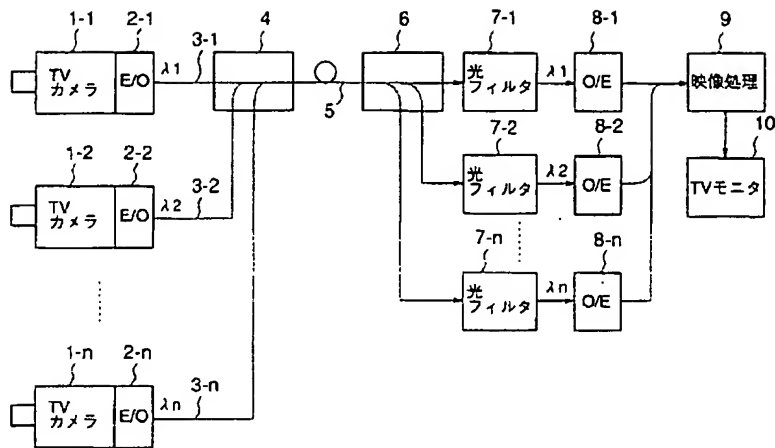 1-1 2-1 3-1 4 6 7-1 8-1 9
TV
カメラ
E/O
λ1
5
光
フィルタ
λ1
O/E
映像処理
1-2 2-2 3-2
TV
カメラ
E/O
λ2
7-2 8-2 10
光
フィルタ
λ2
O/E
TVモニタ
7-n 8-n
光
フィルタ
λn
O/E
1-n 2-n 3-n
TV
カメラ
E/O
λn